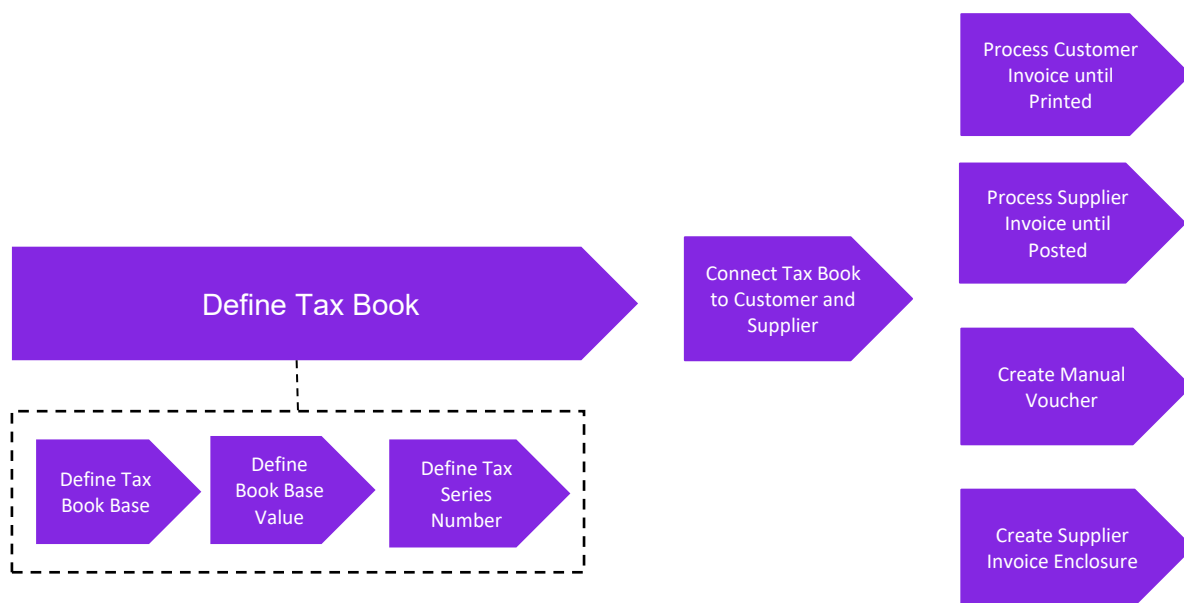 Define Tax Book
Define Tax
Book Base
Define
Book Base
Value
Define Tax
Series
Number
Connect Tax Book
to Customer and
Supplier
Process Customer
Invoice until
Printed
Process Supplier
Invoice until
Posted
Create Manual
Voucher
Create Supplier
Invoice Enclosure